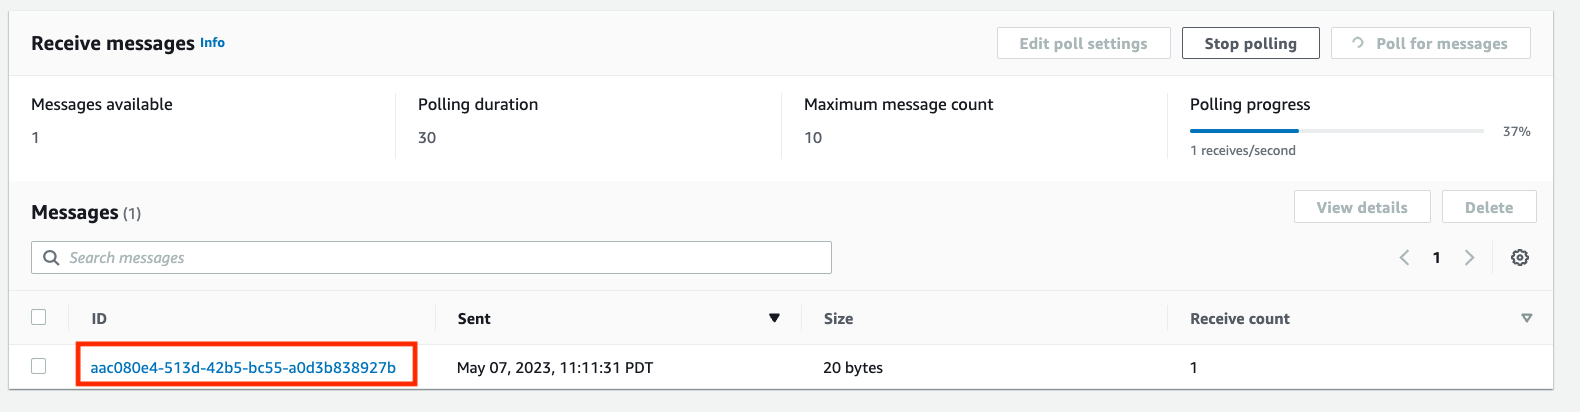 Receive messages Info
Edit poll settings
Stop polling
Poll for messages
Messages available
1
Polling duration
30
Maximum message count
10
Polling progress
37%
1 receives/second
Messages (1)
View details
Delete
Search messages
1
ID Sent Size Receive count
aac080e4-513d-42b5-bc55-a0d3b838927b May 07, 2023, 11:11:31 PDT 20 bytes 1